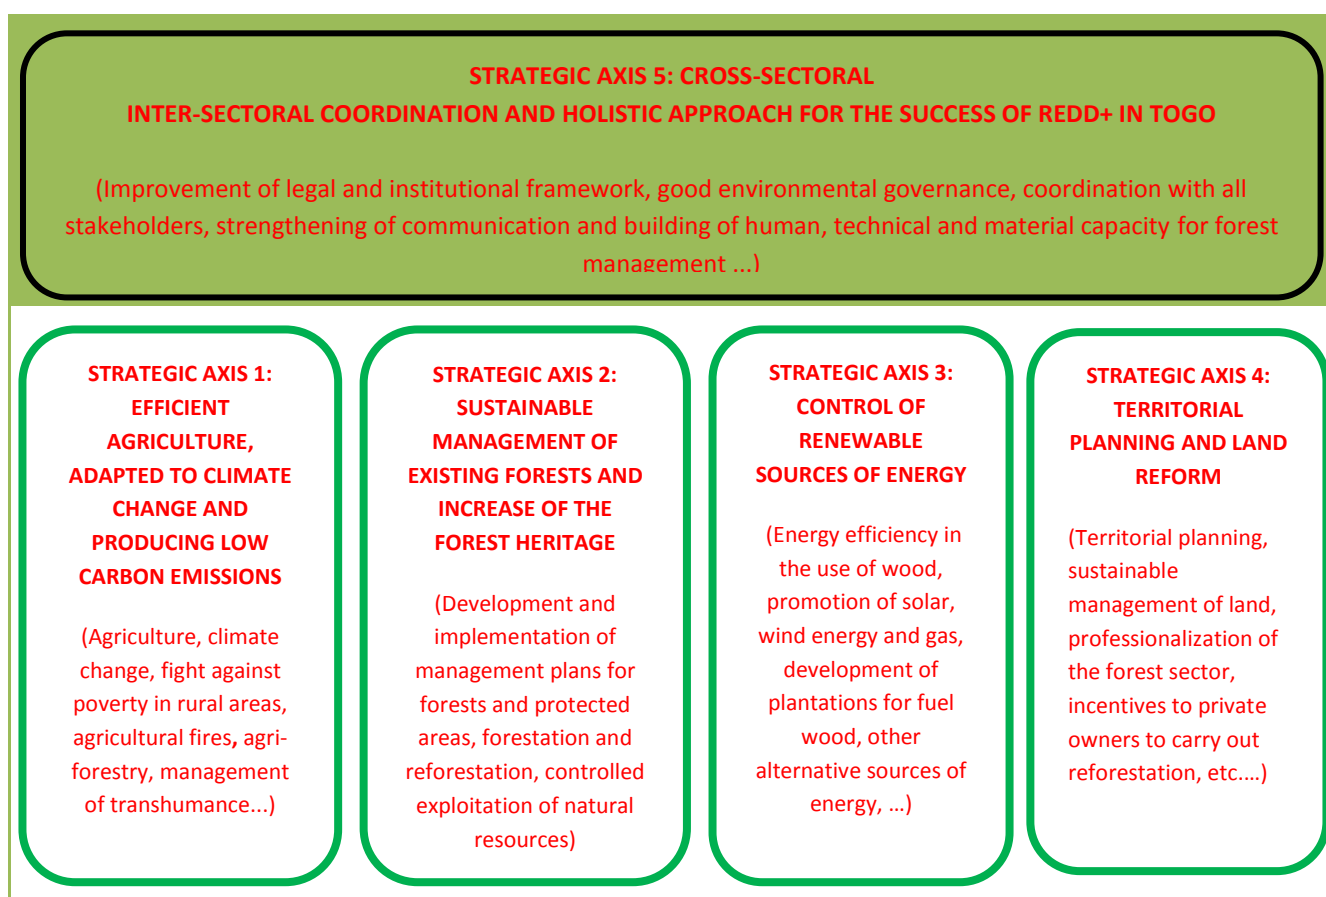 STRATEGIC AXIS 5: CROSS-SECTORAL
INTER-SECTORAL COORDINATION AND HOLISTIC APPROACH FOR THE SUCCESS OF REDD+ IN TOGO
(Improvement of legal and institutional framework, good environmental governance, coordination with all
stakeholders, strengthening of communication and building of human, technical and material capacity for forest
management ...)
STRATEGIC AXIS 1:
EFFICIENT
AGRICULTURE,
ADAPTED TO CLIMATE
CHANGE AND
PRODUCING LOW
CARBON EMISSIONS
(Agriculture, climate
change, fight against
poverty in rural areas,
agricultural fires, agri-
forestry, management
of transhumance...)
STRATEGIC AXIS 2:
SUSTAINABLE
MANAGEMENT OF
EXISTING FORESTS AND
INCREASE OF THE
FOREST HERITAGE
(Development and
implementation of
management plans for
forests and protected
areas, forestation and
reforestation, controlled
exploitation of natural
resources)
STRATEGIC AXIS 3:
CONTROL OF
RENEWABLE
SOURCES OF ENERGY
(Energy efficiency in
the use of wood,
promotion of solar,
wind energy and gas,
development of
plantations for fuel
wood, other
alternative sources of
energy, ...)
STRATEGIC AXIS 4:
TERRITORIAL
PLANNING AND LAND
REFORM
(Territorial planning,
sustainable
management of land,
professionalization of
the forest sector,
incentives to private
owners to carry out
reforestation, etc....)